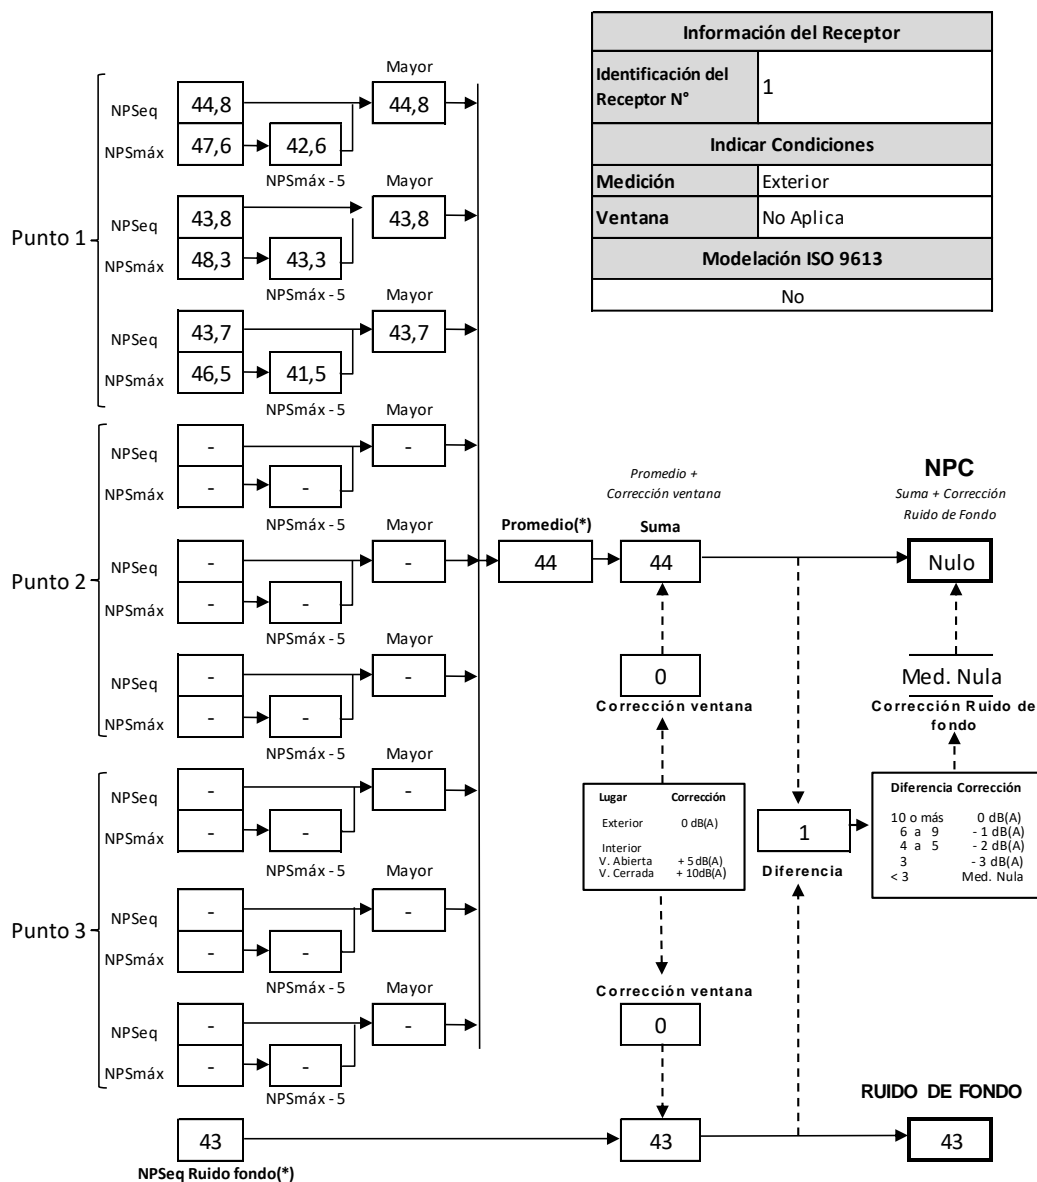 Información del Receptor
Identificación del Receptor N° 1
Indicar Condiciones
Medición Exterior
Ventana No Aplica
Modelación ISO 9613
No
Punto 1
Mayor
NPSeq 44,8 44,8
NPSmáx 47,6 42,6
NPSmáx - 5
Mayor
NPSeq 43,8 43,8
NPSmáx 48,3 43,3
NPSmáx - 5
Mayor
NPSeq 43,7 43,7
NPSmáx 46,5 41,5
NPSmáx - 5
Punto 2
Mayor
NPSeq - -
NPSmáx - -
NPSmáx - 5
Mayor
NPSeq - -
NPSmáx - -
NPSmáx - 5
Mayor
NPSeq - -
NPSmáx - -
NPSmáx - 5
Punto 3
Mayor
NPSeq - -
NPSmáx - -
NPSmáx - 5
Mayor
NPSeq - -
NPSmáx - -
NPSmáx - 5
Mayor
NPSeq - -
NPSmáx - -
NPSmáx - 5
43
NPSeq Ruido fondo(*)
Promedio(*)
44
Promedio +
Corrección ventana
Suma
44
0
Corrección ventana
Lugar Corrección
Exterior 0 dB(A)
Interior
V. Abierta + 5 dB(A)
V. Cerrada + 10dB(A)
Corrección ventana
0
43
1
Diferencia
NPC
Suma + Corrección
Ruido de Fondo
Nulo
Med. Nula
Corrección Ruido de
fondo
Diferencia Corrección
10 o más 0 dB(A)
6 a 9 - 1 dB(A)
4 a 5 - 2 dB(A)
3 - 3 dB(A)
< 3 Med. Nula
RUIDO DE FONDO
43